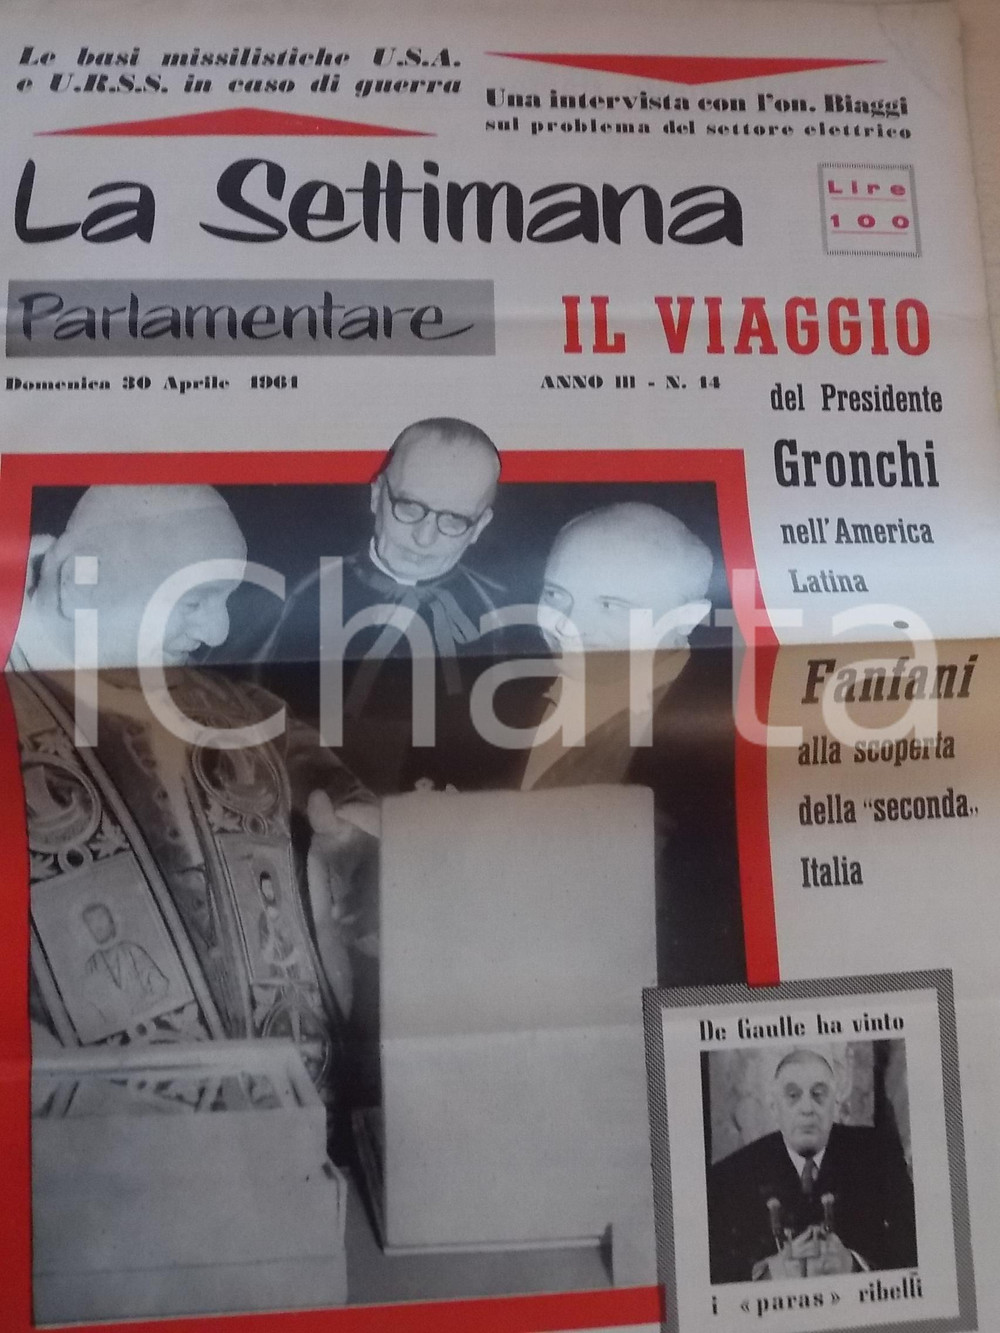 Le basi missilistiche U.S.A.
e U.R.S.S. in caso di guerra
Una intervista con l'on. Biaggi
sul problema del settore elettrico
La Settimana
Lire
100
Parlamentare
IL VIAGGIO
Domenica 30 Aprile 1961
ANNO III - N. 14
del Presidente
Gronchi
nell'America
Latina
Fanfani
alla scoperta
della "seconda„
Italia
iCharta
De Gaulle ha vinto
i «paras» ribelli